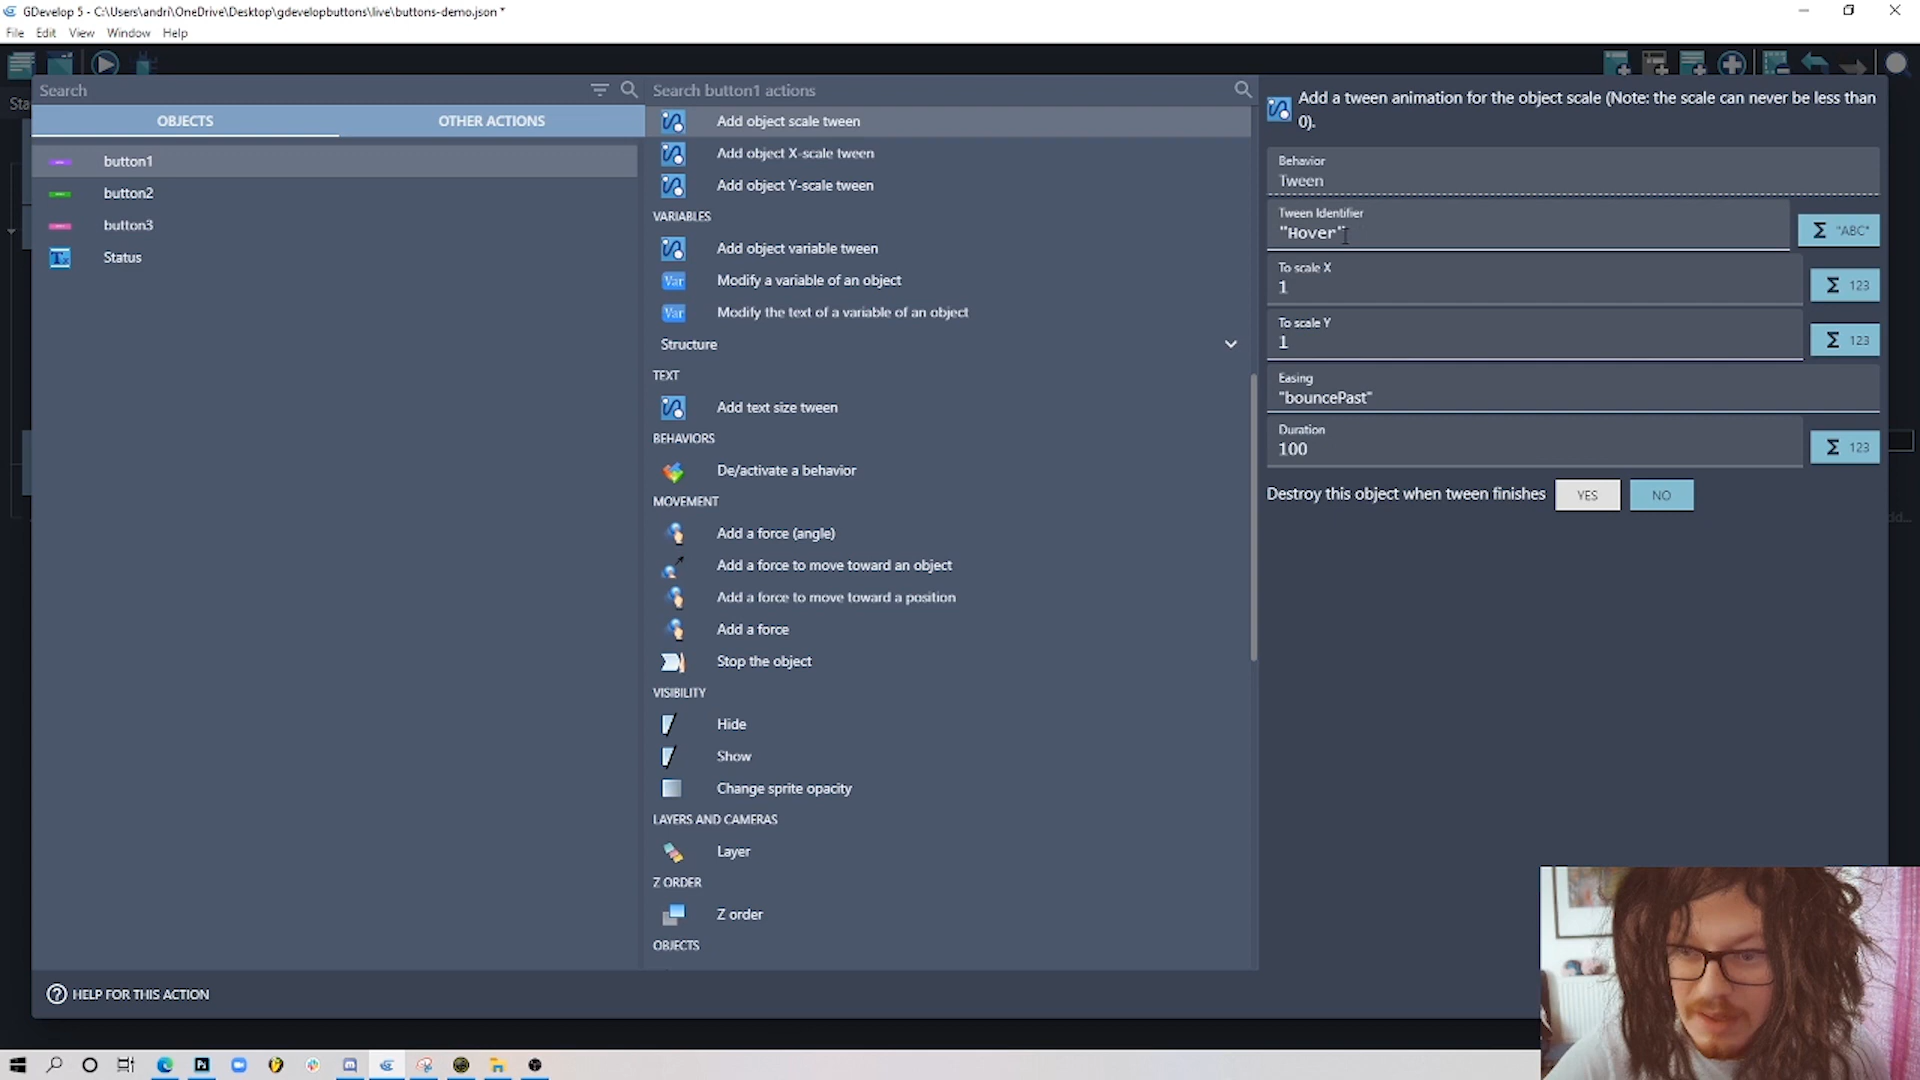 GDevelop 5 - C:\Users\andri\OneDrive\Desktop\gdevelopbuttons\live\buttons-demo.json *
File Edit View Window Help
Search
Search button1 actions
OBJECTS
OTHER ACTIONS
button1
button2
button3
Status
Add object scale tween
Add object X-scale tween
Add object Y-scale tween
VARIABLES
Add object variable tween
Var Modify a variable of an object
Var Modify the text of a variable of an object
Structure
TEXT
Add text size tween
BEHAVIORS
De/activate a behavior
MOVEMENT
Add a force (angle)
Add a force to move toward an object
Add a force to move toward a position
Add a force
Stop the object
VISIBILITY
Hide
Show
Change sprite opacity
LAYERS AND CAMERAS
Layer
Z ORDER
Z order
OBJECTS
Add a tween animation for the object scale (Note: the scale can never be less than
0).
Behavior
Tween
Tween Identifier
"Hover"
Σ "ABC"
To scale X
1
Σ 123
To scale Y
1
Σ 123
Easing
"bouncePast"
Duration
100
Σ 123
Destroy this object when tween finishes YES NO
HELP FOR THIS ACTION